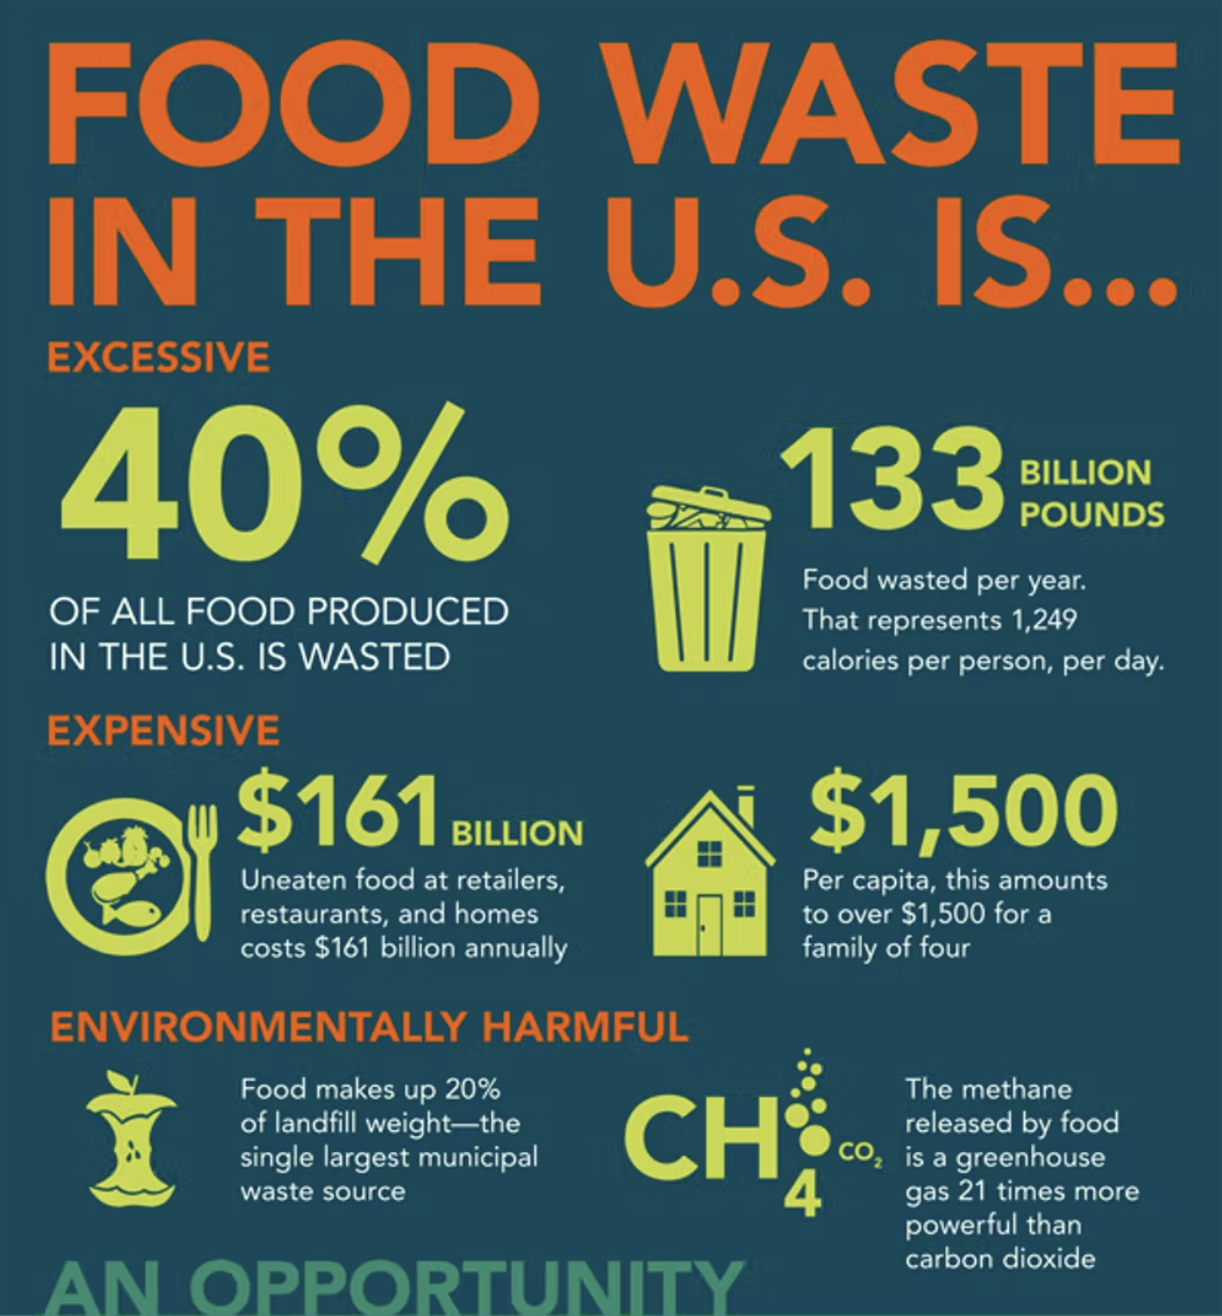 FOOD WASTE
IN THE U.S. IS...
EXCESSIVE
40%
OF ALL FOOD PRODUCED
IN THE U.S. IS WASTED
133 BILLION
POUNDS
Food wasted per year.
That represents 1,249
calories per person, per day.
EXPENSIVE
$161 BILLION
Uneaten food at retailers,
restaurants, and homes
costs $161 billion annually
$1,500
Per capita, this amounts
to over $1,500 for a
family of four
ENVIRONMENTALLY HARMFUL
Food makes up 20%
of landfill weight—the
single largest municipal
waste source
CH4
CO₂
The methane
released by food
is a greenhouse
gas 21 times more
powerful than
carbon dioxide
AN OPPORTUNITY